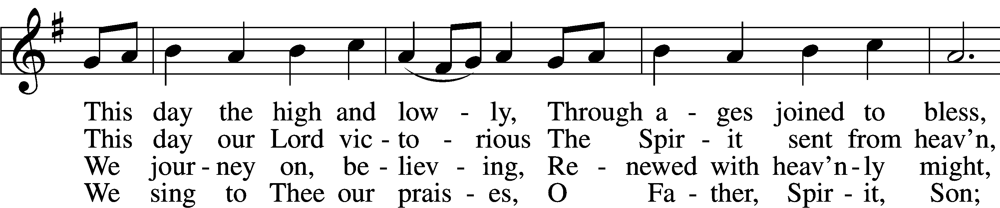 This day the high and low - ly, Through a - ges joined to bless,
This day our Lord vic - to - rious The Spir - it sent from heav’n,
We jour - ney on, be - liev - ing, Re - newed with heav’n - ly might,
We sing to Thee our prais - es, O Fa - ther, Spir - it, Son;